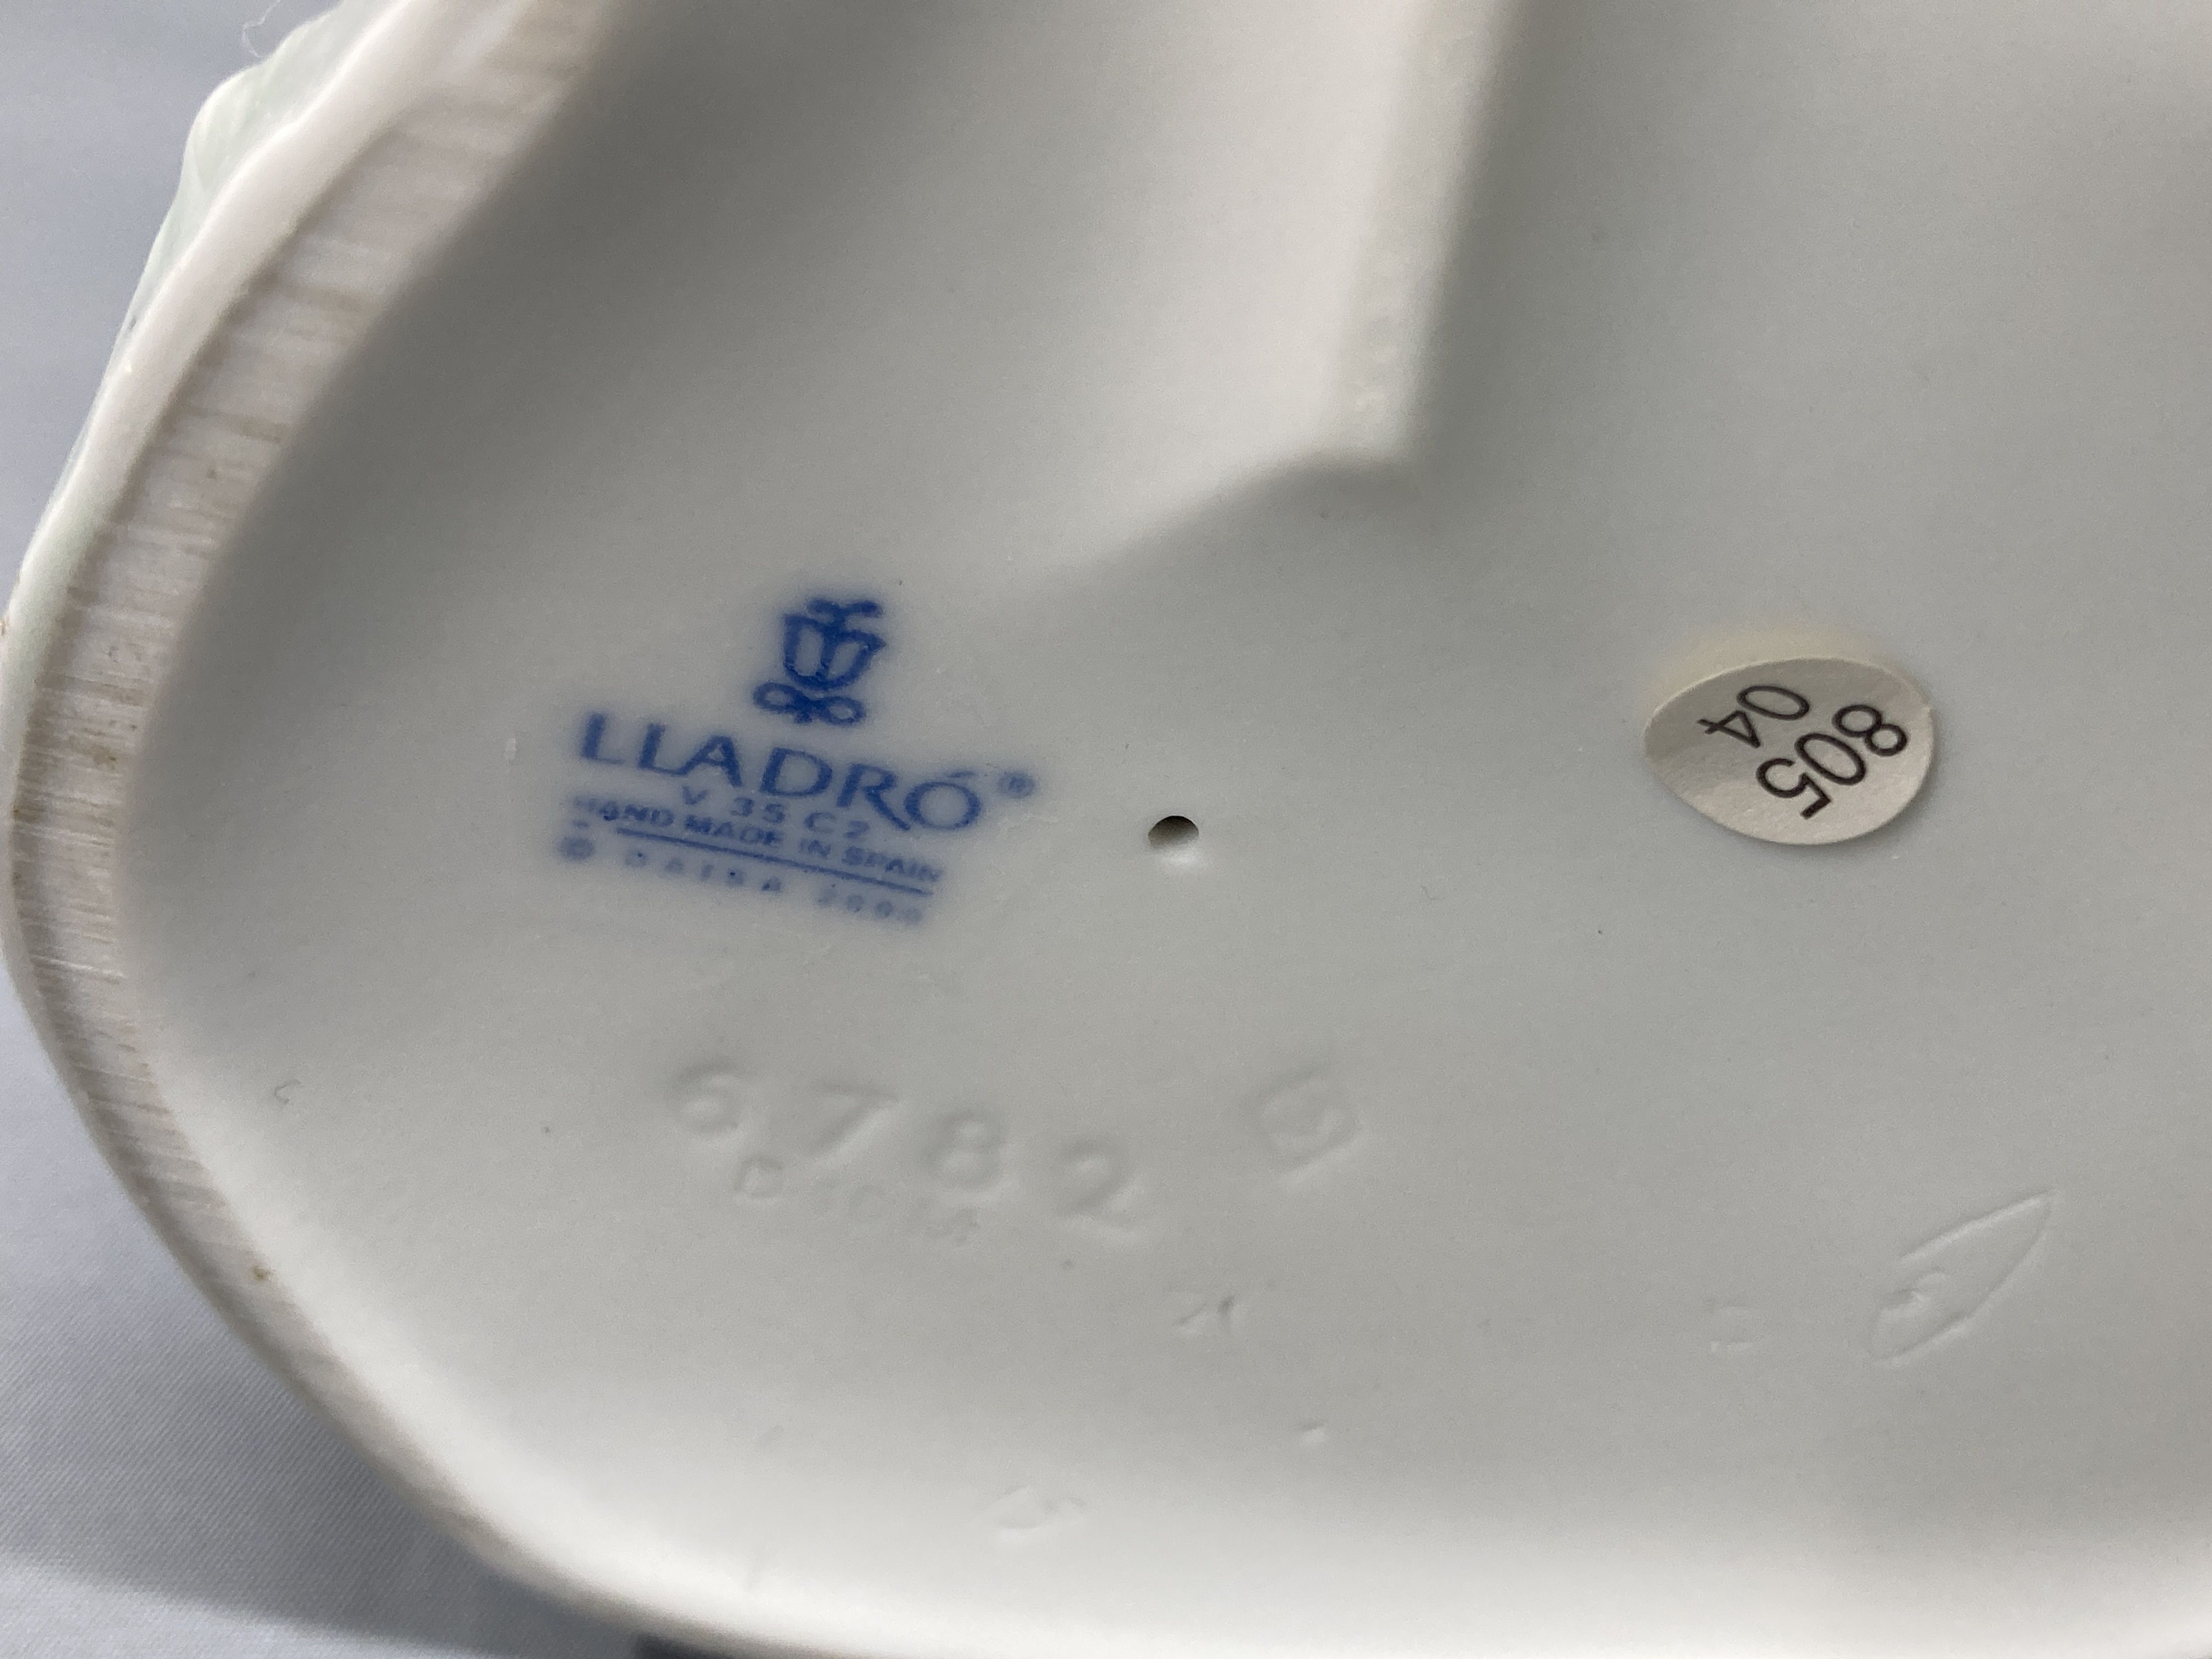 LLADRÓ®
V 35 C2
HAND MADE IN SPAIN
© DAISA 2000
6782
805
04